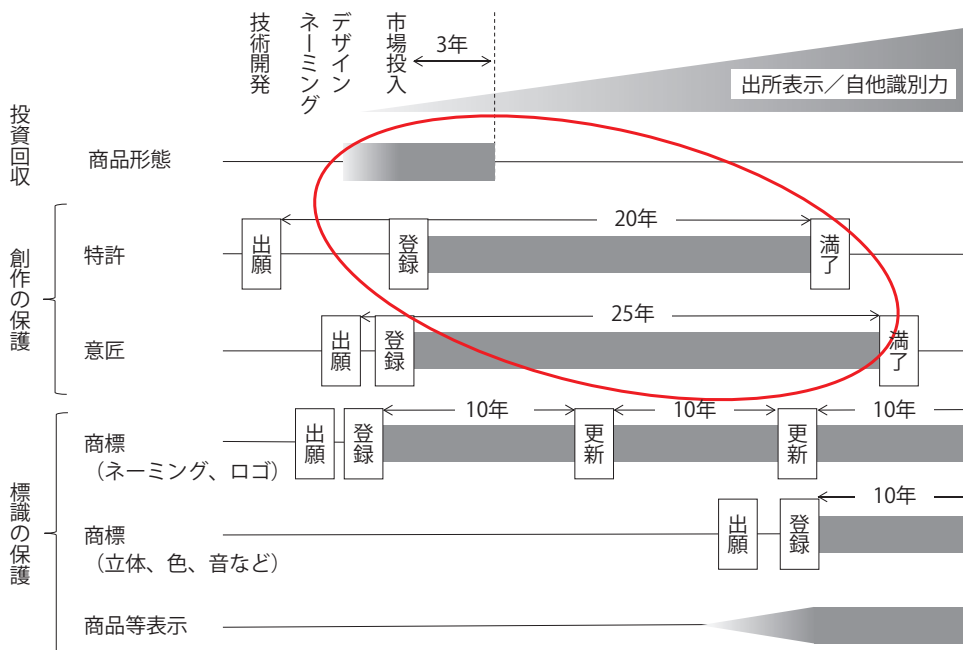 技術開発
ネーミング
デザイン
市場投入
3年
出所表示／自他識別力
投資回収
商品形態
創作の保護
特許
出願
登録
20年
満了
意匠
出願
登録
25年
満了
標識の保護
商標
（ネーミング、ロゴ）
出願
登録
10年
更新
10年
更新
10年
商標
（立体、色、音など）
出願
登録
10年
商品等表示